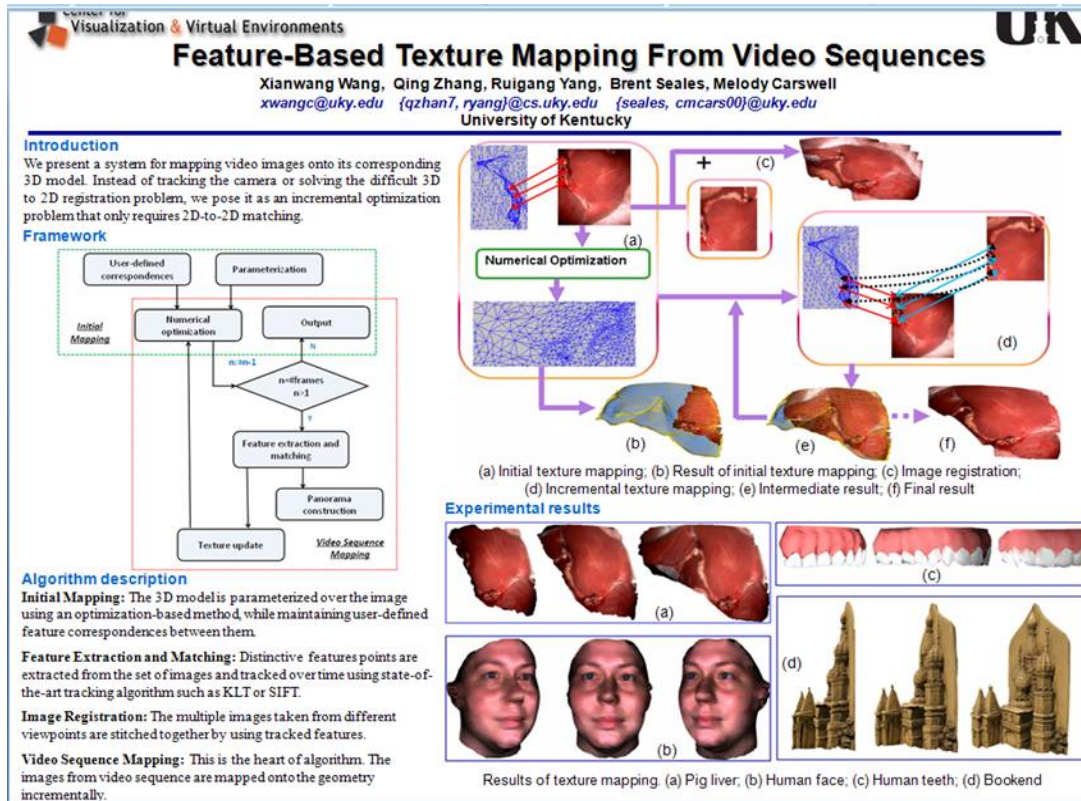 Center for
Visualization & Virtual Environments
UK
Feature-Based Texture Mapping From Video Sequences
Xianwang Wang, Qing Zhang, Ruigang Yang, Brent Seales, Melody Carswell
xwangc@uky.edu {qzhan7, ryang}@cs.uky.edu {seales, cmcars00}@uky.edu
University of Kentucky
Introduction
We present a system for mapping video images onto its corresponding
3D model. Instead of tracking the camera or solving the difficult 3D
to 2D registration problem, we pose it as an incremental optimization
problem that only requires 2D-to-2D matching.
Framework
User-defined
correspondences
Parameterization
Initial
Mapping
Numerical
optimization
Output
N
n:=n-1
n=#frames
n>1
Y
Feature extraction and
matching
Panorama
construction
Texture update
Video Sequence
Mapping
Algorithm description
Initial Mapping: The 3D model is parameterized over the image
using an optimization-based method, while maintaining user-defined
feature correspondences between them.
Feature Extraction and Matching: Distinctive features points are
extracted from the set of images and tracked over time using state-of-
the-art tracking algorithm such as KLT or SIFT.
Image Registration: The multiple images taken from different
viewpoints are stitched together by using tracked features.
Video Sequence Mapping: This is the heart of algorithm. The
images from video sequence are mapped onto the geometry
incrementally.
+
(c)
(a)
Numerical Optimization
(d)
(b)
(e)
(f)
(a) Initial texture mapping; (b) Result of initial texture mapping; (c) Image registration;
(d) Incremental texture mapping; (e) Intermediate result; (f) Final result
Experimental results
(a)
(c)
(d)
(b)
Results of texture mapping. (a) Pig liver; (b) Human face; (c) Human teeth; (d) Bookend